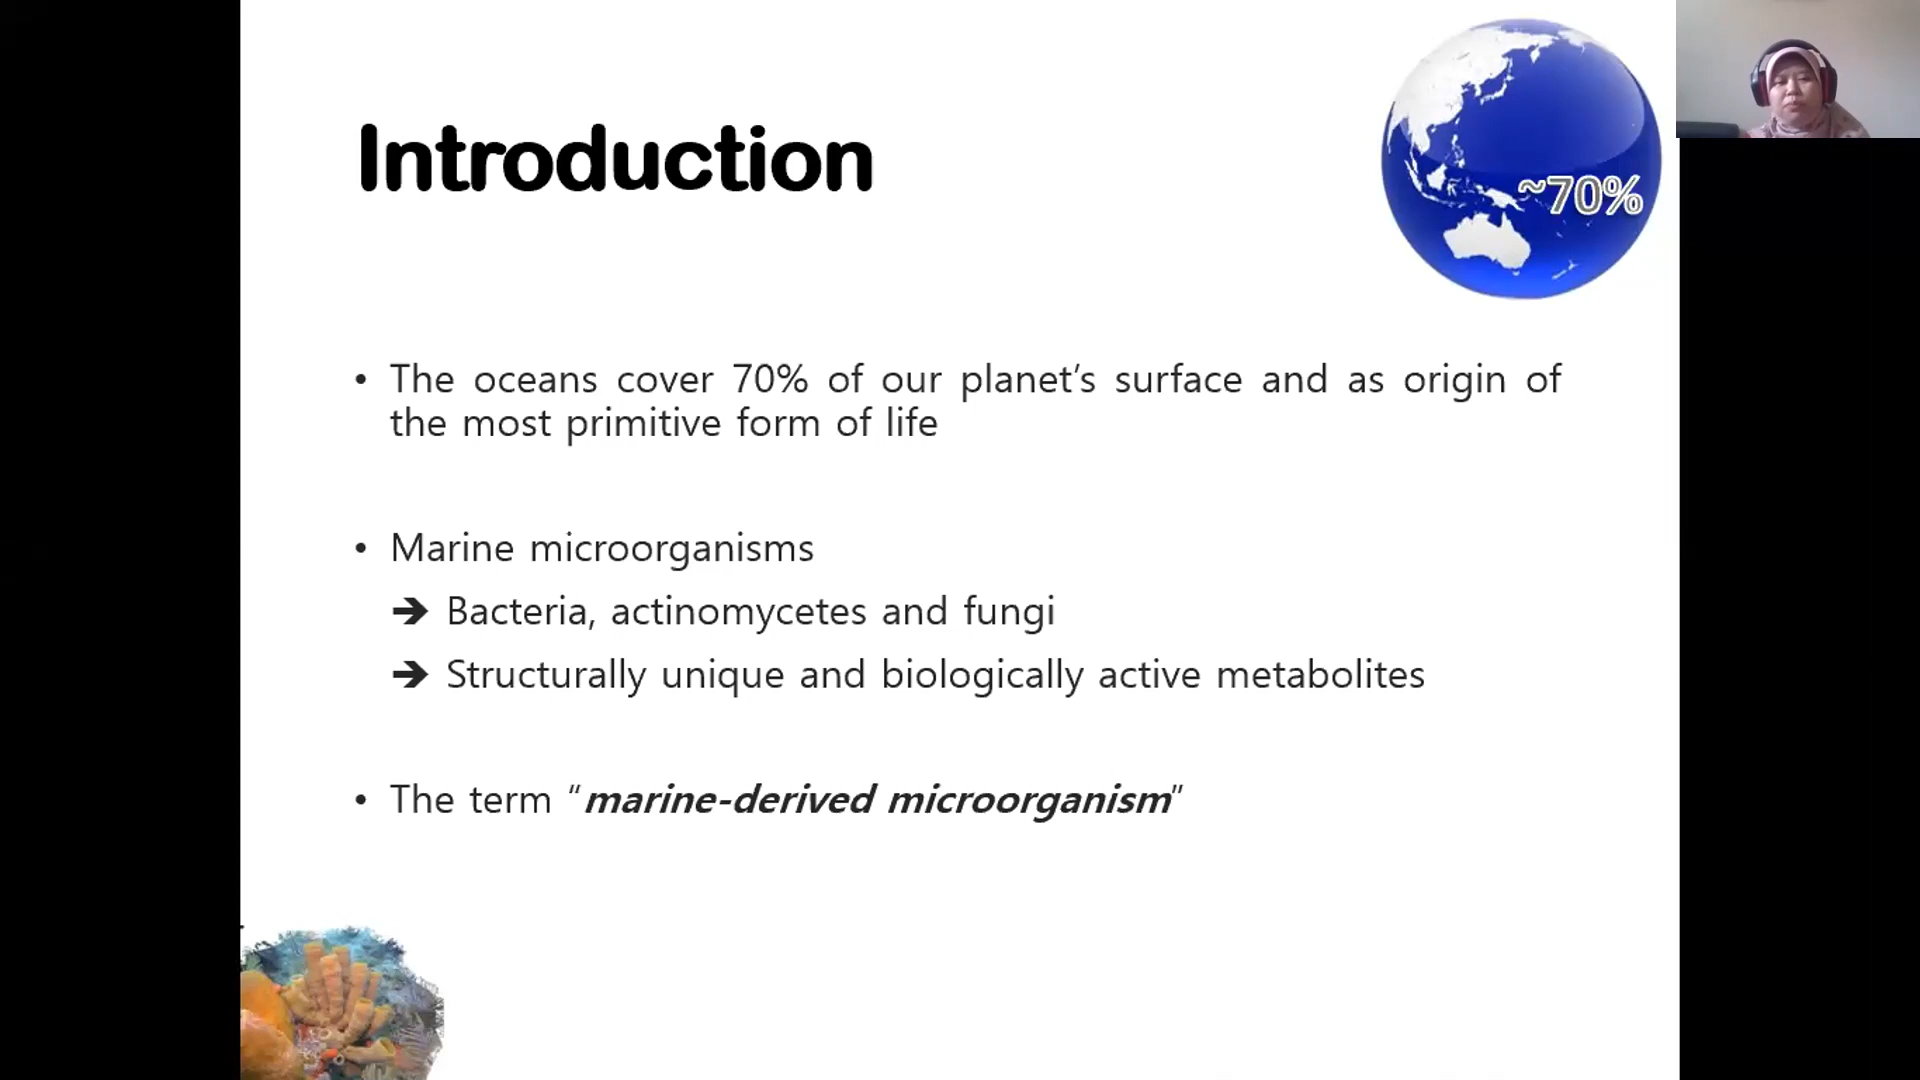 Introduction
~70%
• The oceans cover 70% of our planet’s surface and as origin of
the most primitive form of life
• Marine microorganisms
➔ Bacteria, actinomycetes and fungi
➔ Structurally unique and biologically active metabolites
• The term “marine-derived microorganism”